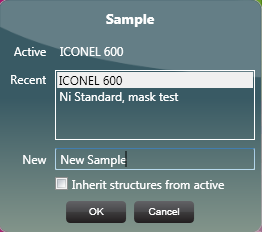 Sample
Active ICONEL 600
Recent ICONEL 600
Ni Standard, mask test
New New Sample
Inherit structures from active
OK Cancel